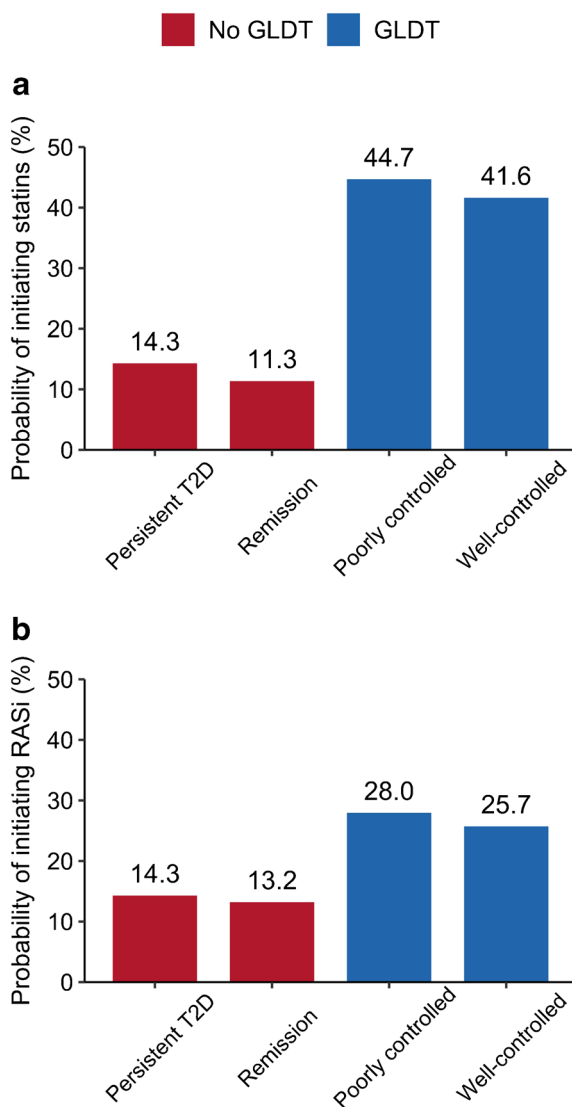 No GLDT GLDT
a
Probability of initiating statins (%)
50
40
30
20
10
0
14.3
11.3
44.7
41.6
Persistent T2D
Remission
Poorly controlled
Well-controlled
b
Probability of initiating RASi (%)
50
40
30
20
10
0
14.3
13.2
28.0
25.7
Persistent T2D
Remission
Poorly controlled
Well-controlled